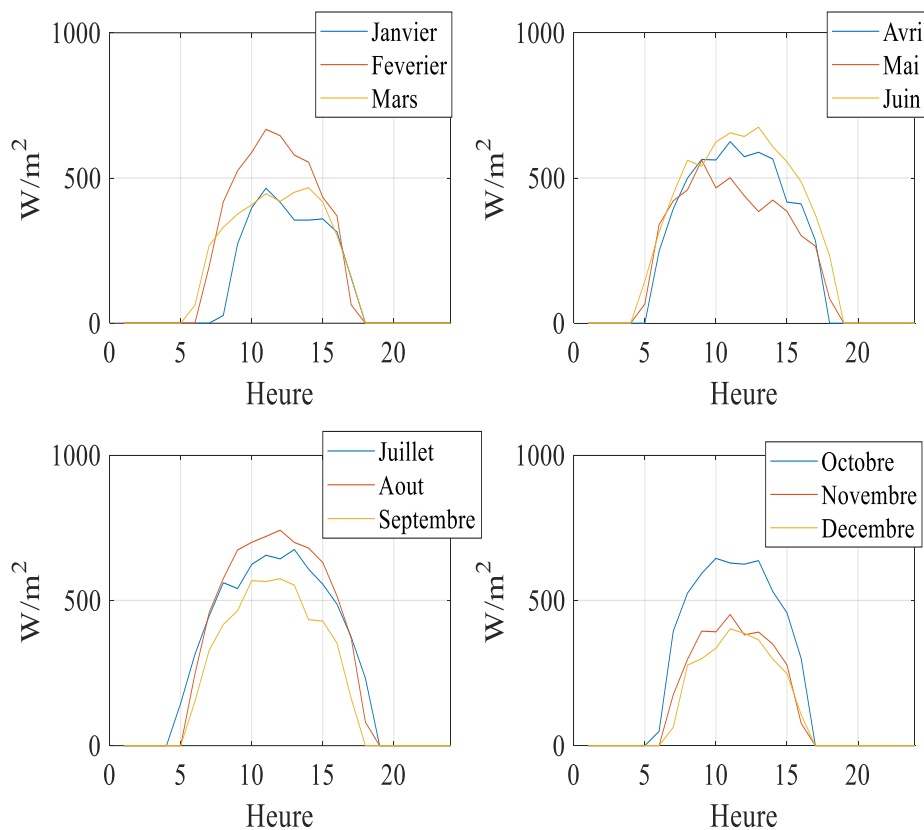 1000
500
0
W/m²
0 5 10 15 20
Heure
Janvier
Feverier
Mars
1000
500
0
W/m²
0 5 10 15 20
Heure
Avri
Mai
Juin
1000
500
0
W/m²
0 5 10 15 20
Heure
Juillet
Aout
Septembre
1000
500
0
W/m²
0 5 10 15 20
Heure
Octobre
Novembre
Decembre